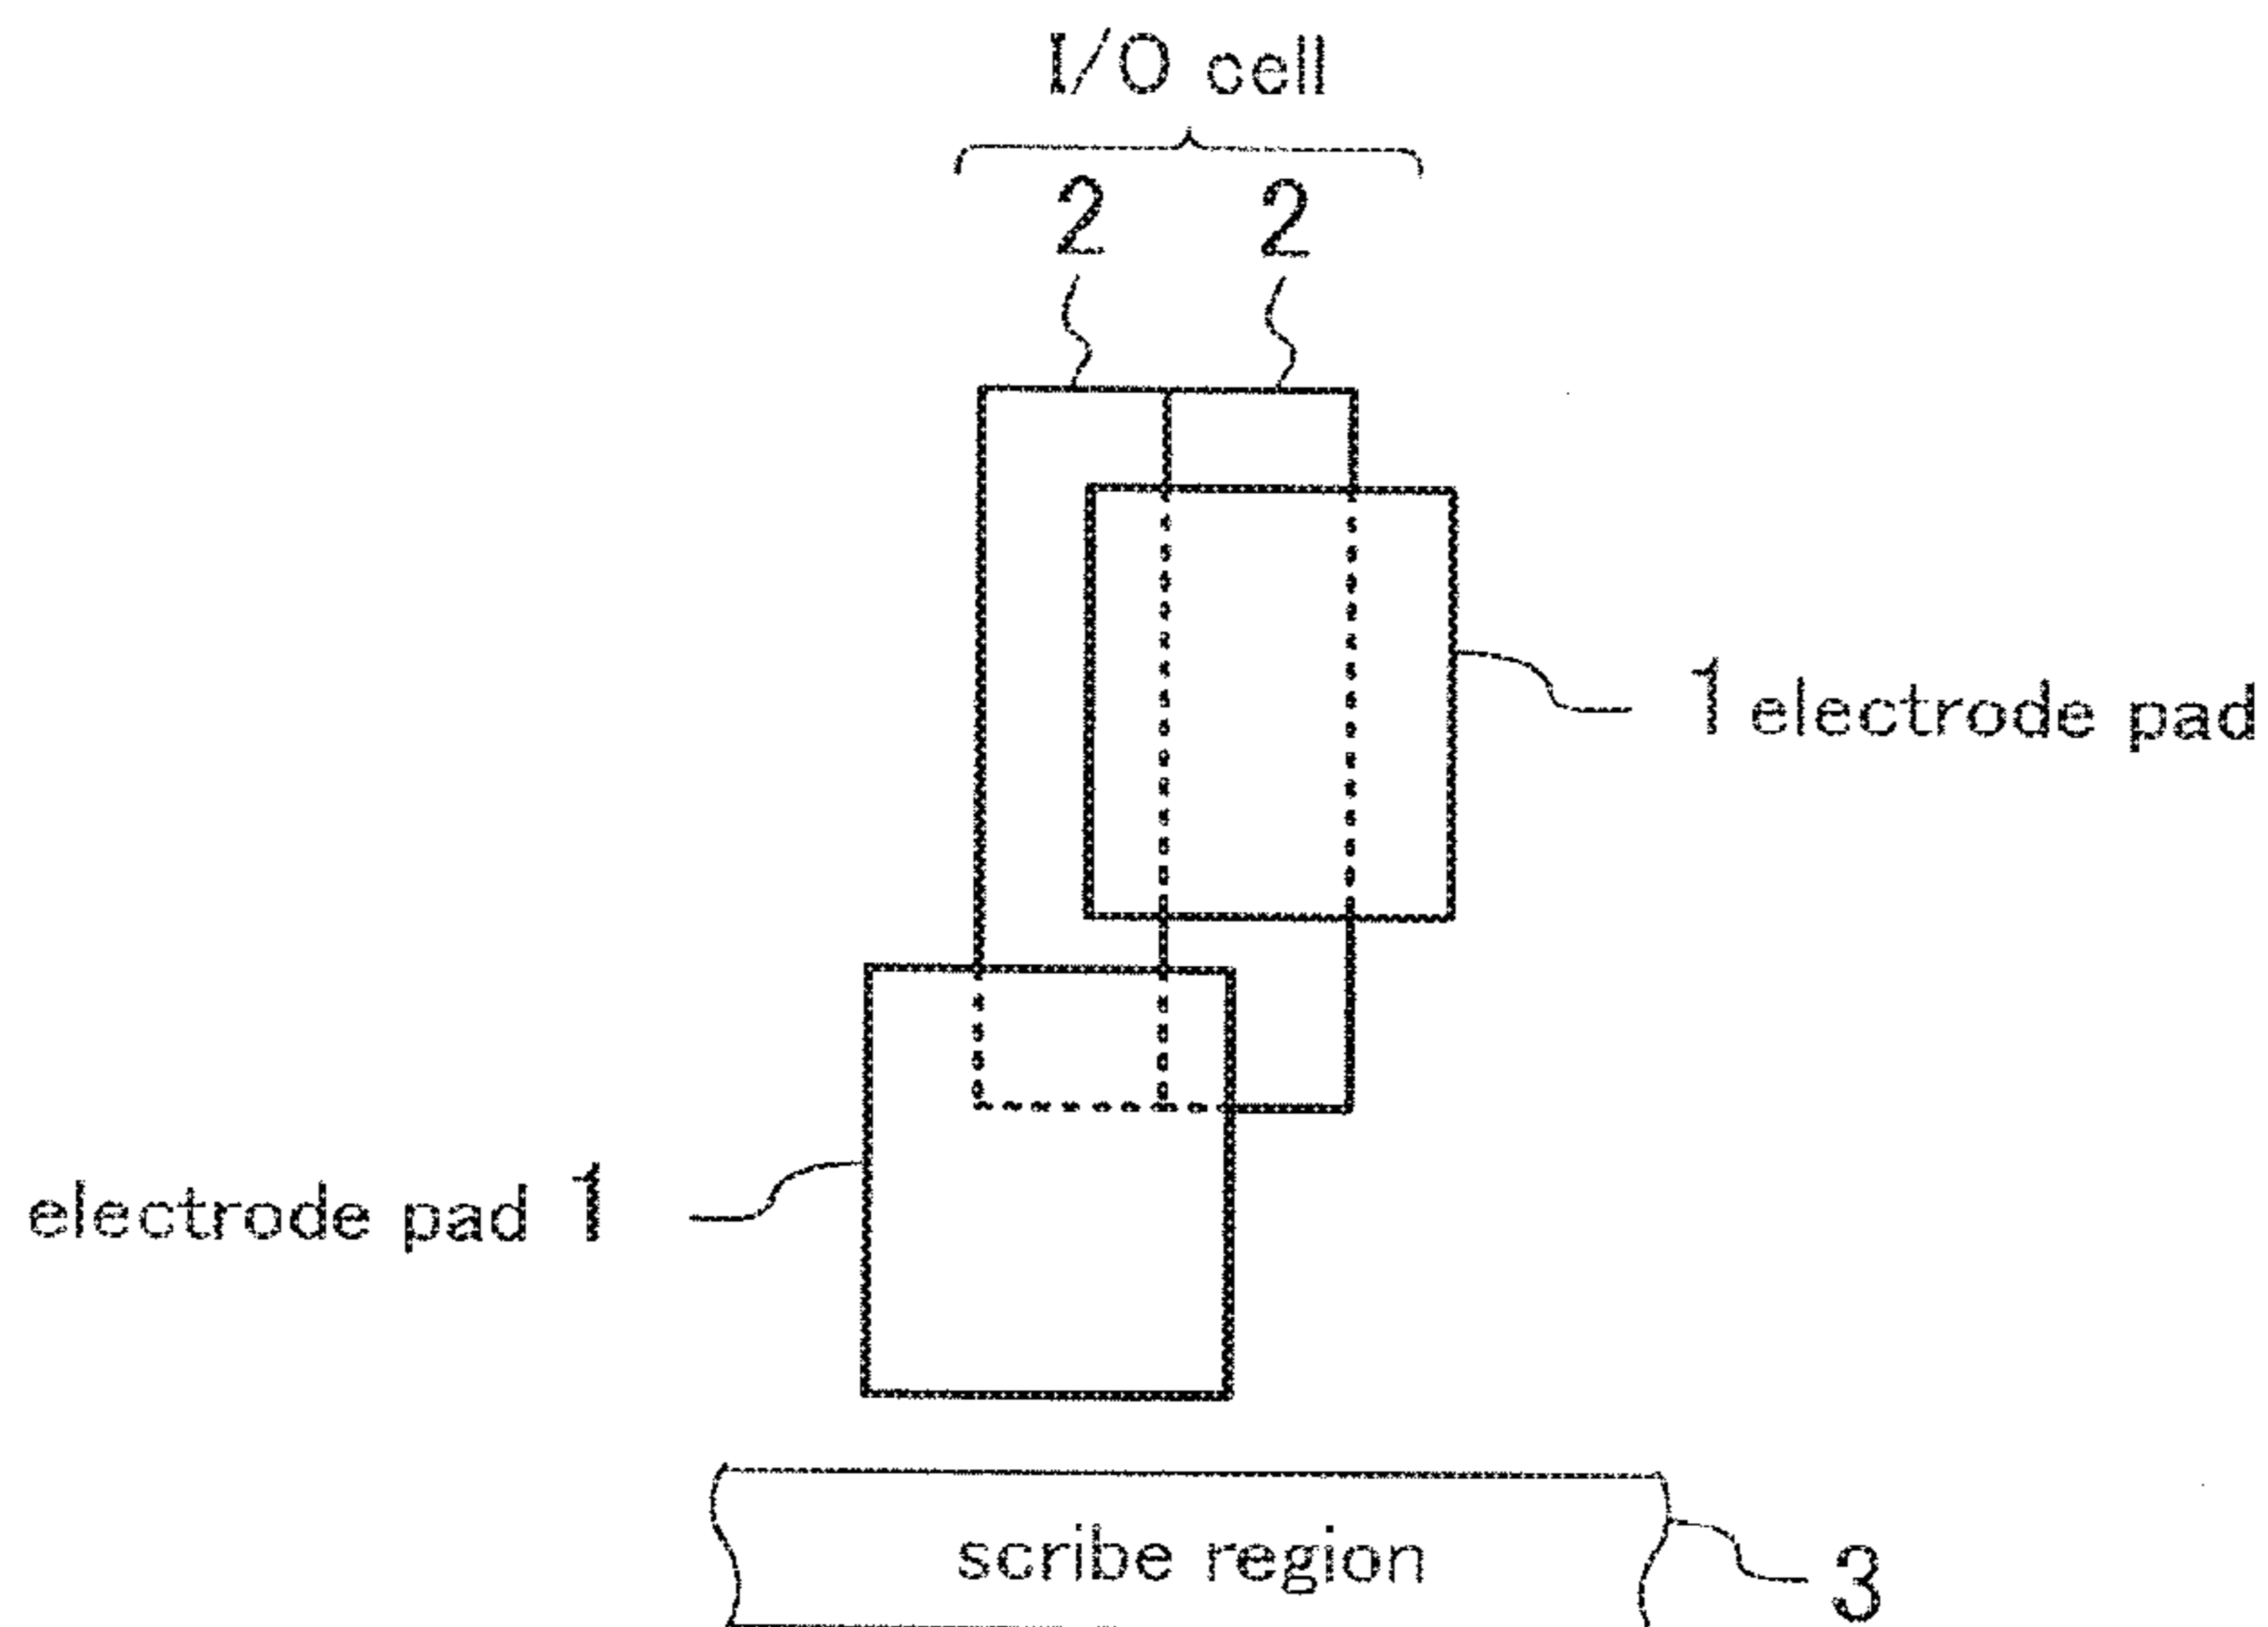 I/O cell
2 2
1 electrode pad
electrode pad 1
scribe region
3